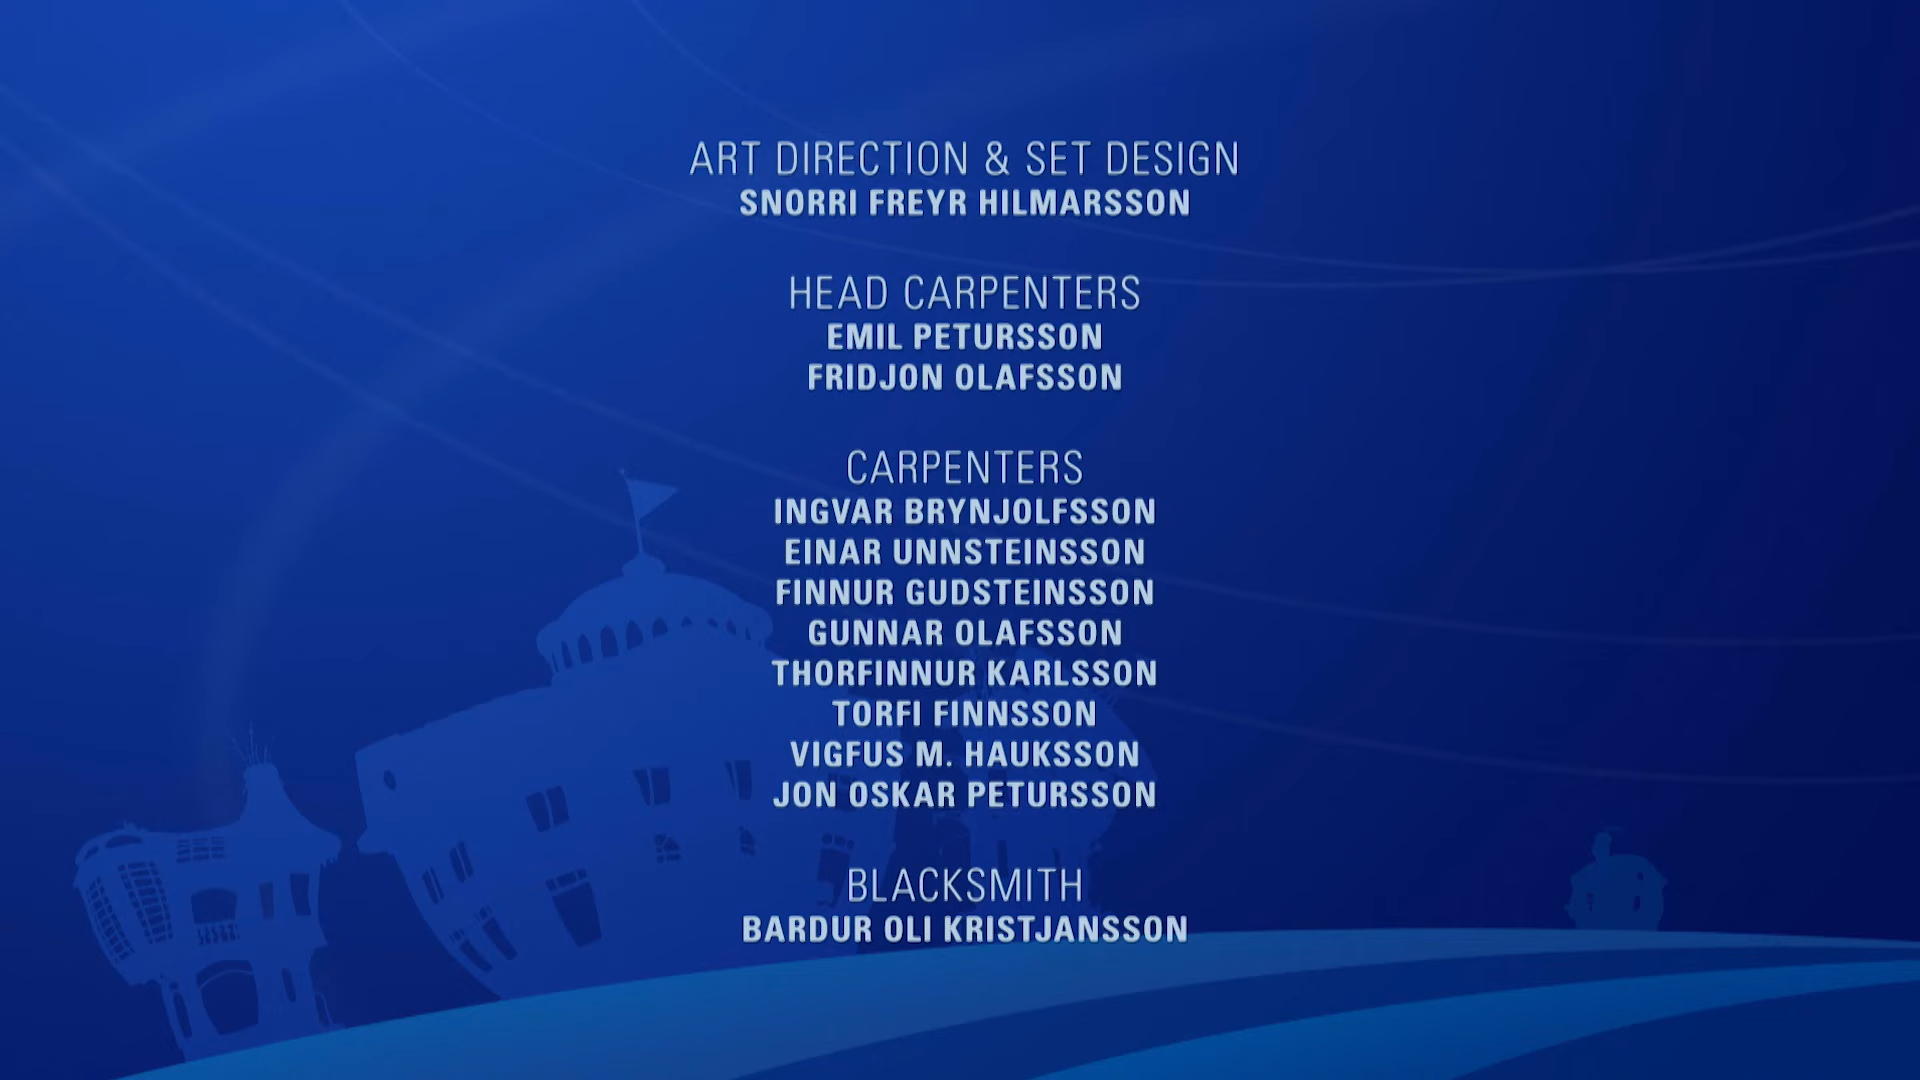 ART DIRECTION & SET DESIGN
SNORRI FREYR HILMARSSON
HEAD CARPENTERS
EMIL PETURSSON
FRIDJON OLAFSSON
CARPENTERS
INGVAR BRYNJOLFSSON
EINAR UNNSTEINSSON
FINNUR GUDSTEINSSON
GUNNAR OLAFSSON
THORFINNUR KARLSSON
TORFI FINNSSON
VIGFUS M. HAUKSSON
JON OSKAR PETURSSON
BLACKSMITH
BARDUR OLI KRISTJANSSON